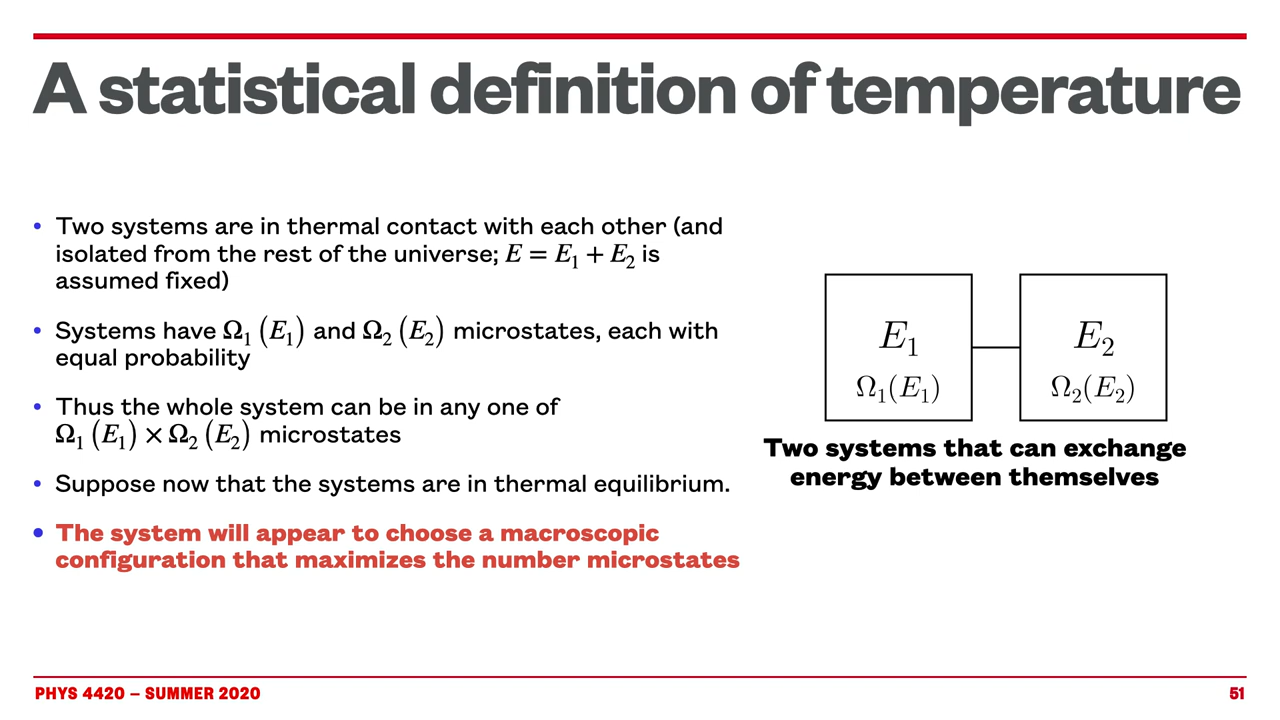 A statistical definition of temperature
• Two systems are in thermal contact with each other (and
isolated from the rest of the universe; E = E₁ + E₂ is
assumed fixed)
• Systems have Ω₁ (E₁) and Ω₂ (E₂) microstates, each with
equal probability
• Thus the whole system can be in any one of
Ω₁ (E₁) × Ω₂ (E₂) microstates
• Suppose now that the systems are in thermal equilibrium.
• The system will appear to choose a macroscopic
configuration that maximizes the number microstates
E₁
Ω₁(E₁)
E₂
Ω₂(E₂)
Two systems that can exchange
energy between themselves
PHYS 4420 – SUMMER 2020
51